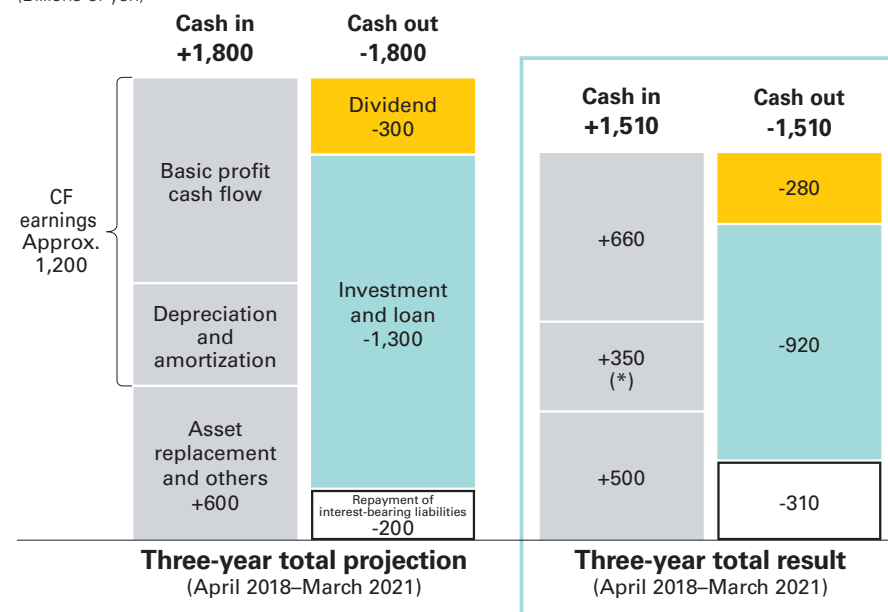 Cash in
+1,800
Cash out
-1,800
CF
earnings
Approx.
1,200
Basic profit
cash flow
Depreciation
and
amortization
Asset
replacement
and others
+600
Dividend
-300
Investment
and loan
-1,300
Repayment of
interest-bearing liabilities
-200
Three-year total projection
(April 2018–March 2021)
Cash in
+1,510
Cash out
-1,510
+660
+350
(*)
+500
-280
-920
-310
Three-year total result
(April 2018–March 2021)